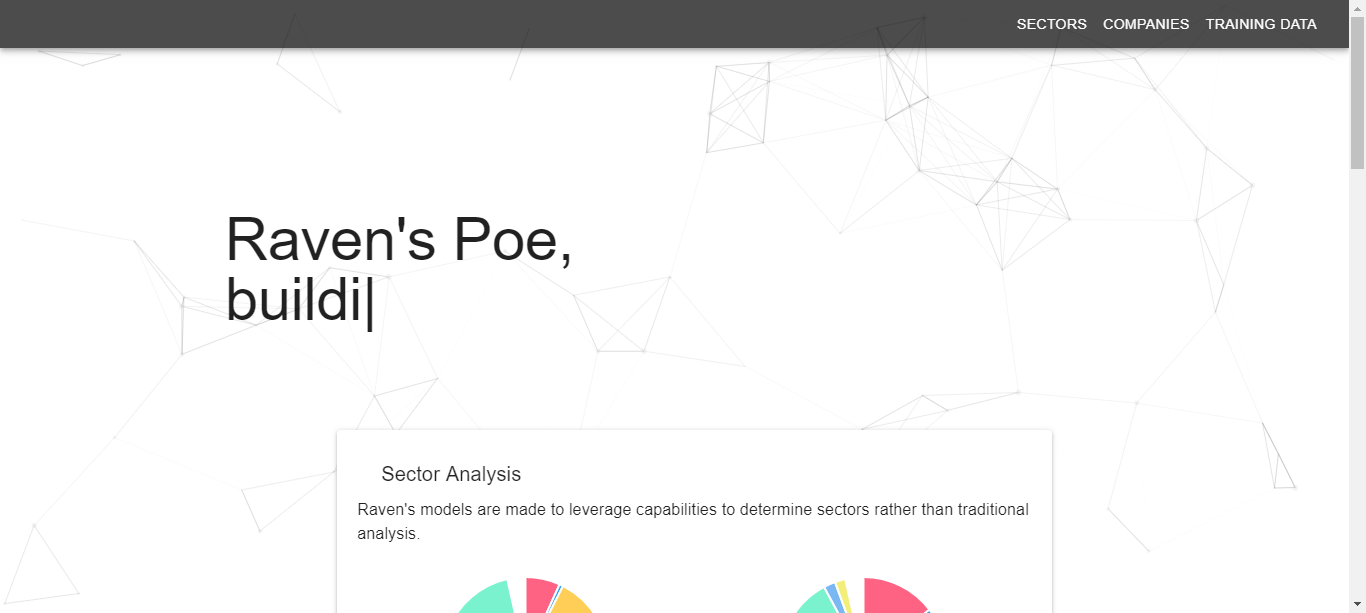 SECTORS COMPANIES TRAINING DATA
Raven's Poe,
buildi|
Sector Analysis
Raven's models are made to leverage capabilities to determine sectors rather than traditional
analysis.